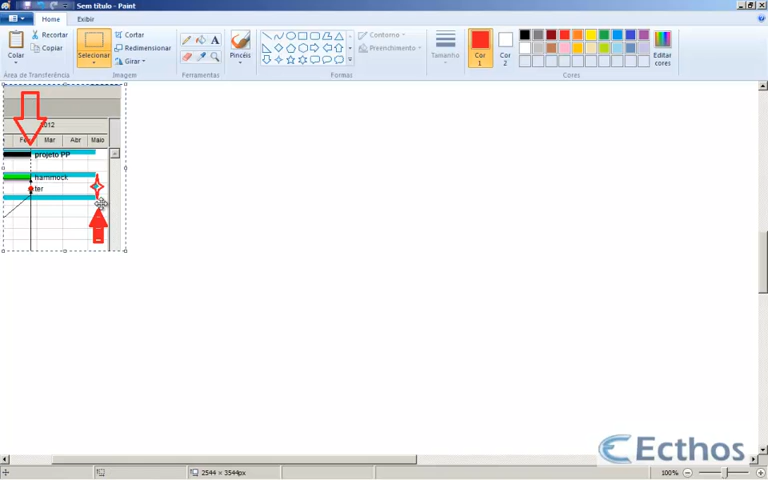 Sem título - Paint
Home
Exibir
Colar
Recortar
Copiar
Área de Transferência
Selecionar
Cortar
Redimensionar
Girar
Imagem
Ferramentas
Pincéis
Contorno
Preenchimento
Formas
Tamanho
Cor
1
Cor
2
Cores
Editar
cores
Mar
Abr
Maio
projeto PP
hammock
Ecthos
2544 × 3544px
100%